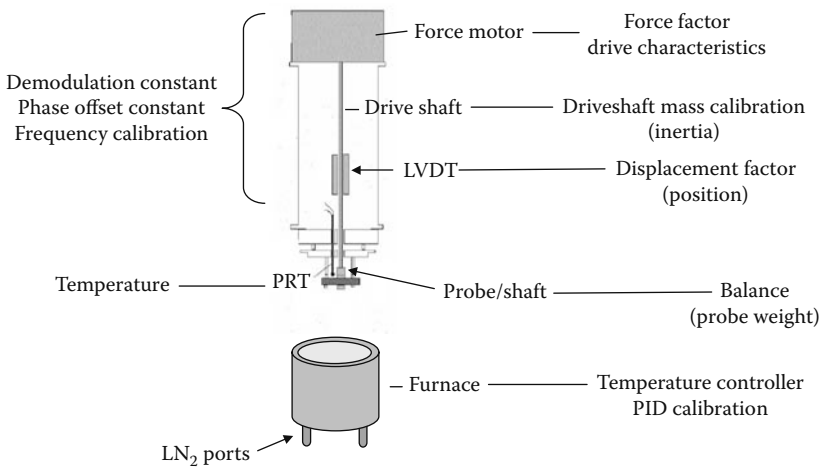 Force motor
Force factor
drive characteristics
Demodulation constant
Phase offset constant
Frequency calibration
Drive shaft
Driveshaft mass calibration
(inertia)
LVDT
Displacement factor
(position)
Temperature
PRT
Probe/shaft
Balance
(probe weight)
Furnace
Temperature controller
PID calibration
LN₂ ports